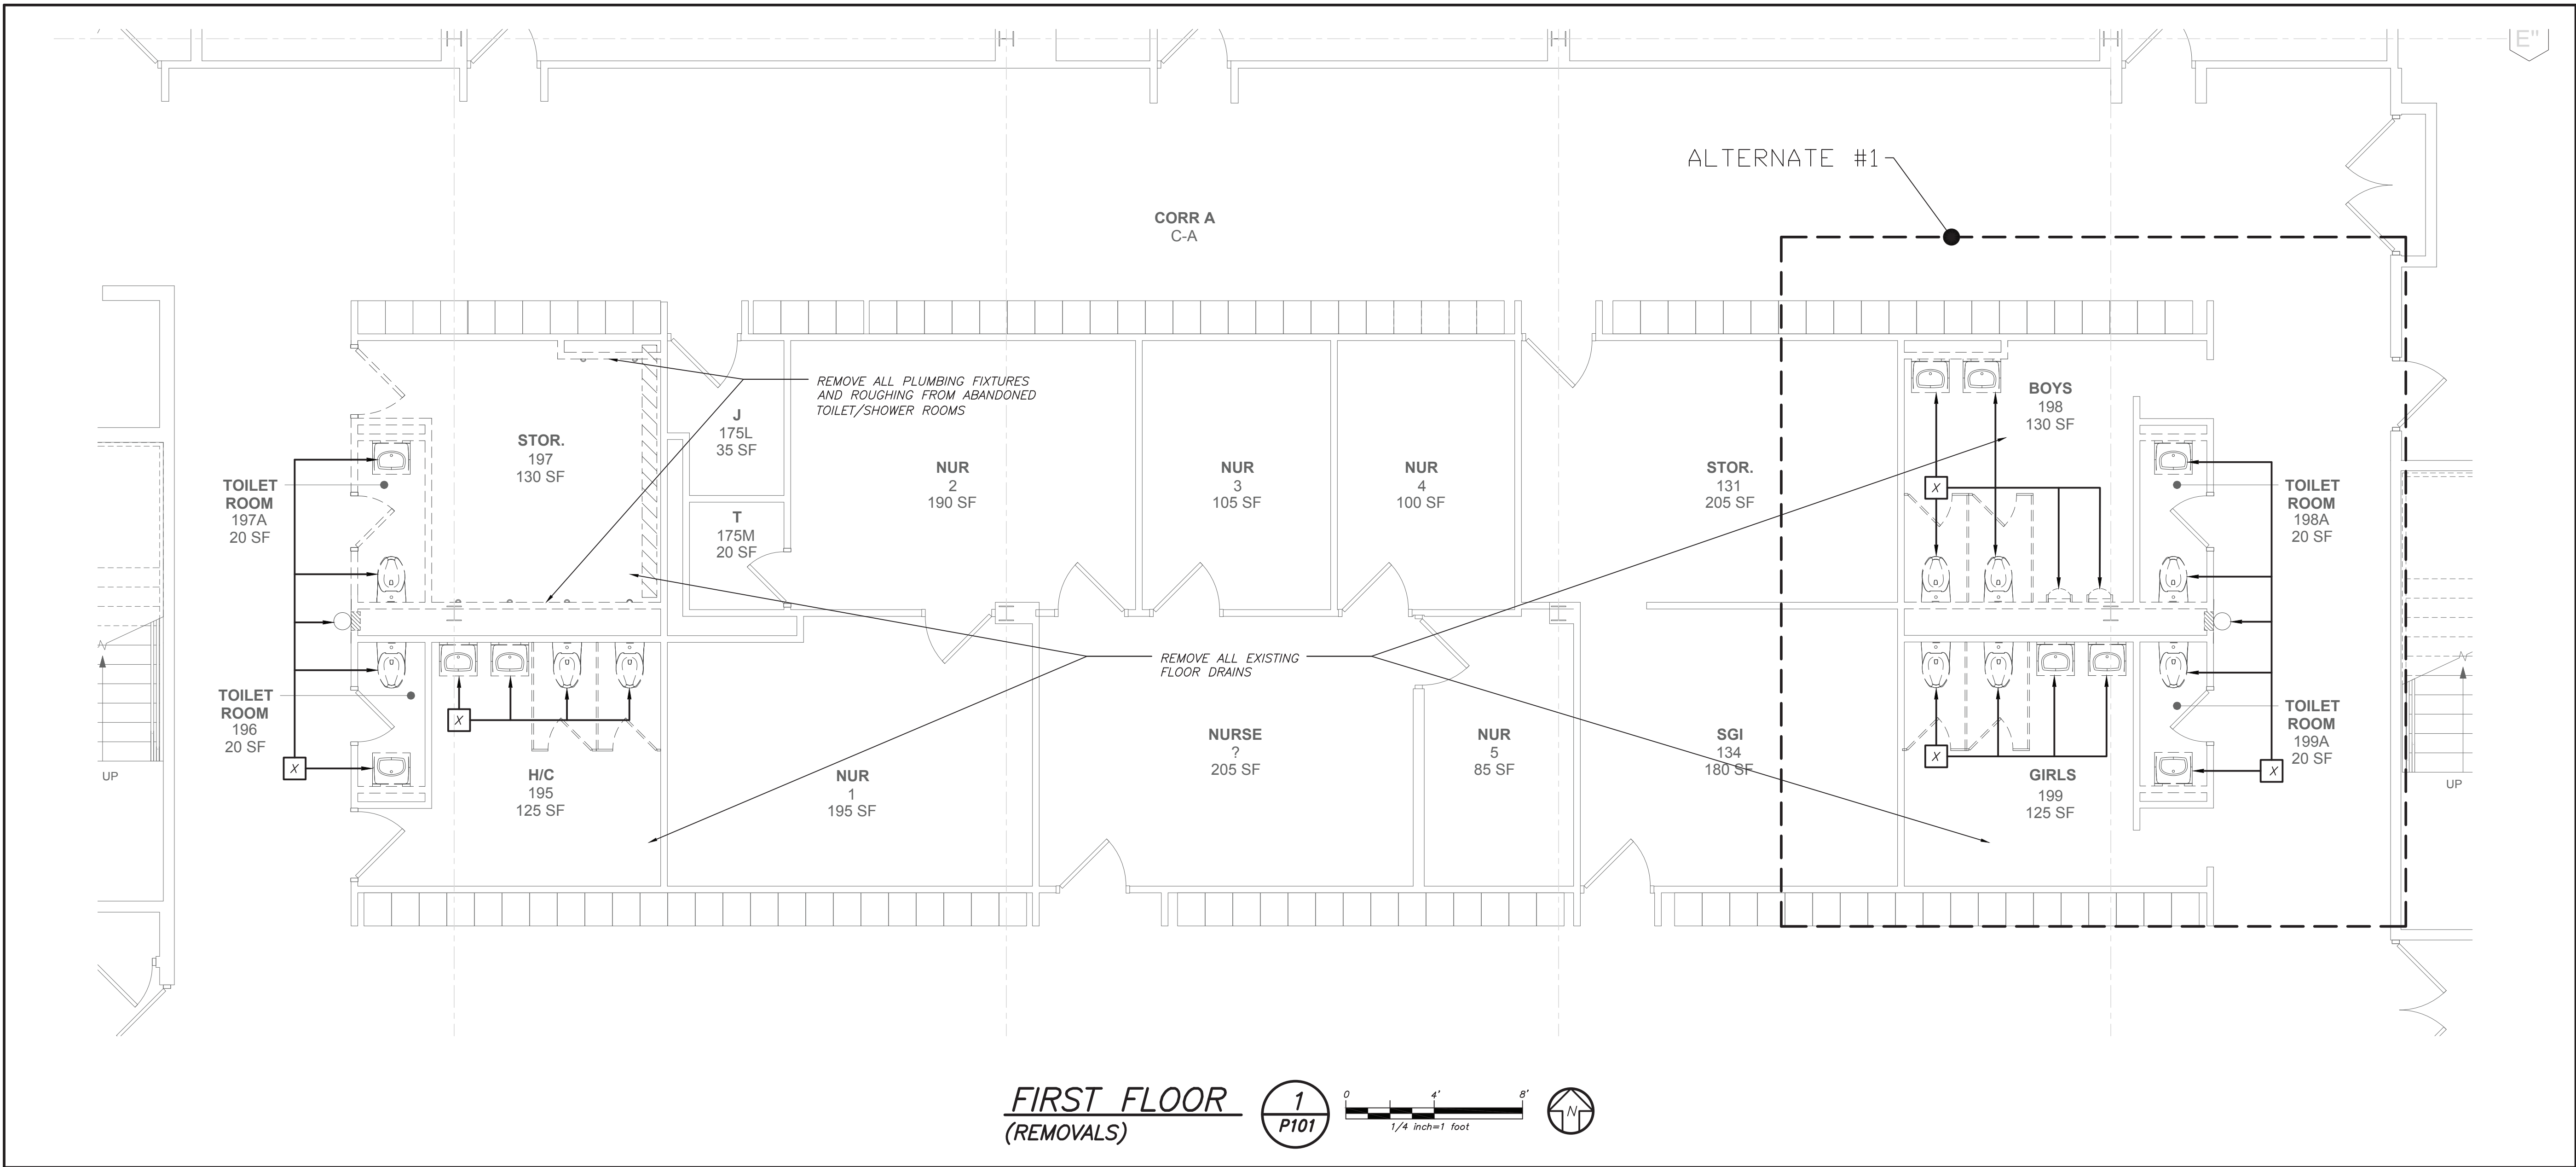 E"
ALTERNATE #1
CORR A
C-A
REMOVE ALL PLUMBING FIXTURES
AND ROUGHING FROM ABANDONED
TOILET/SHOWER ROOMS
STOR.
197
130 SF
J
175L
35 SF
T
175M
20 SF
NUR
2
190 SF
NUR
3
105 SF
NUR
4
100 SF
STOR.
131
205 SF
BOYS
198
130 SF
TOILET
ROOM
197A
20 SF
TOILET
ROOM
198A
20 SF
X
REMOVE ALL EXISTING
FLOOR DRAINS
TOILET
ROOM
196
20 SF
X
X
H/C
195
125 SF
NUR
1
195 SF
NURSE
?
205 SF
NUR
5
85 SF
SGI
134
180 SF
X
GIRLS
199
125 SF
TOILET
ROOM
199A
20 SF
X
UP
UP
FIRST FLOOR
(REMOVALS)
1
P101
0 4' 8'
1/4 inch=1 foot
N